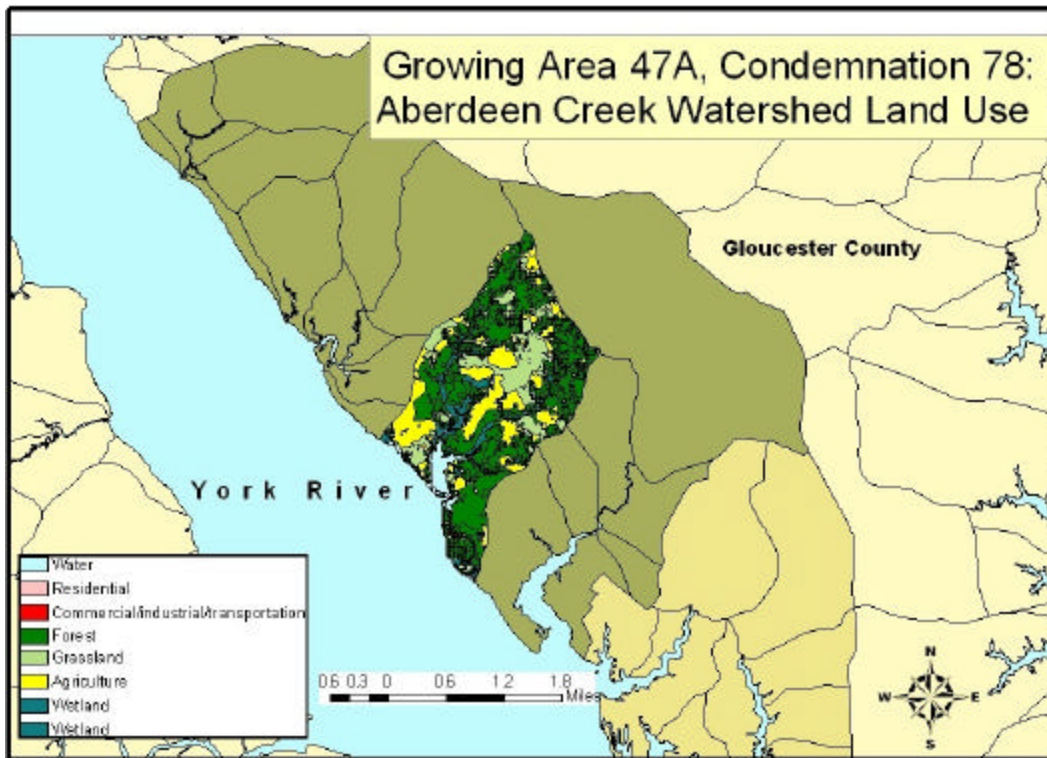 Growing Area 47A, Condemnation 78:
Aberdeen Creek Watershed Land Use
Gloucester County
York River
Water
Residential
Commercial/industrial/transportation
Forest
Grassland
Agriculture
Wetland
Wetland
0.6 0.3 0 0.6 1.2 1.8
Miles
N
W E
S